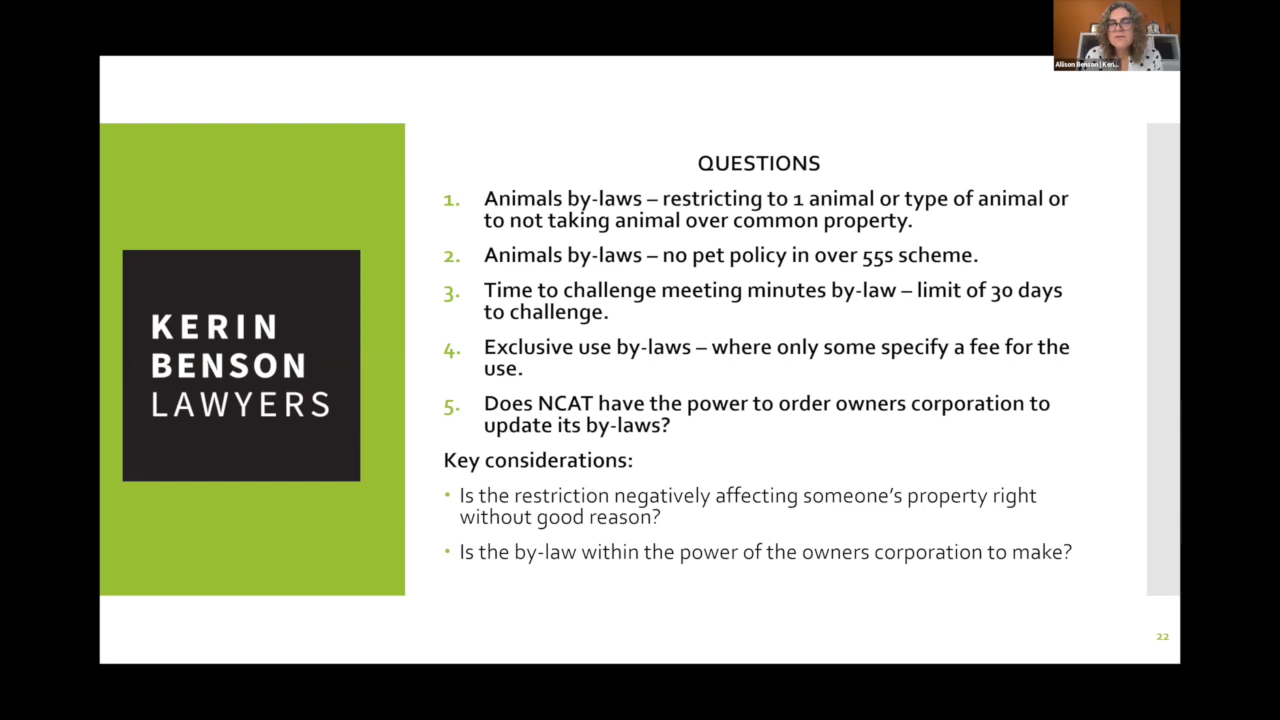 Allison Benson | Keri...
QUESTIONS
1. Animals by-laws – restricting to 1 animal or type of animal or
to not taking animal over common property.
2. Animals by-laws – no pet policy in over 55s scheme.
3. Time to challenge meeting minutes by-law – limit of 30 days
to challenge.
4. Exclusive use by-laws – where only some specify a fee for the
use.
5. Does NCAT have the power to order owners corporation to
update its by-laws?
Key considerations:
• Is the restriction negatively affecting someone’s property right
without good reason?
• Is the by-law within the power of the owners corporation to make?
KERIN
BENSON
LAWYERS
22